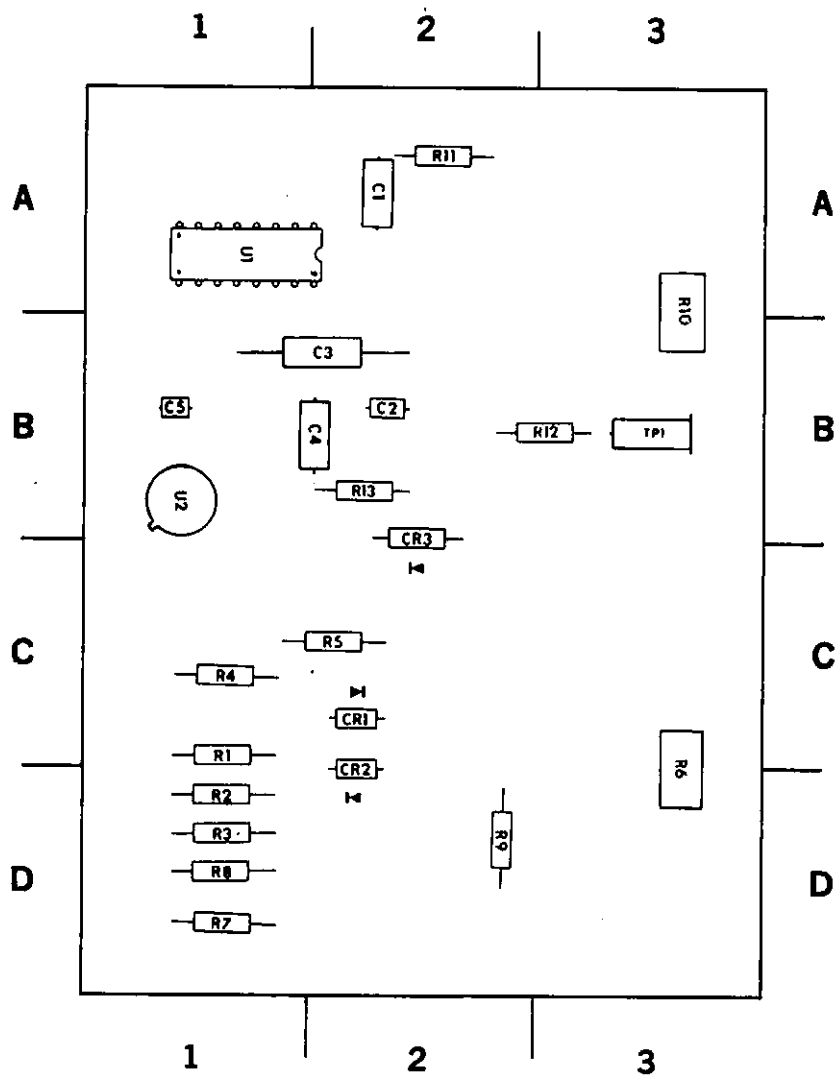 1 2 3
R11
A C1 A
U1
R10
C3
C5 C2
B C4 R12 TP1 B
R13
U2
CR3
C R5 C
R4
CR1
R1
CR2 R6
R2
R3 R9
R8
D D
R7
1 2 3